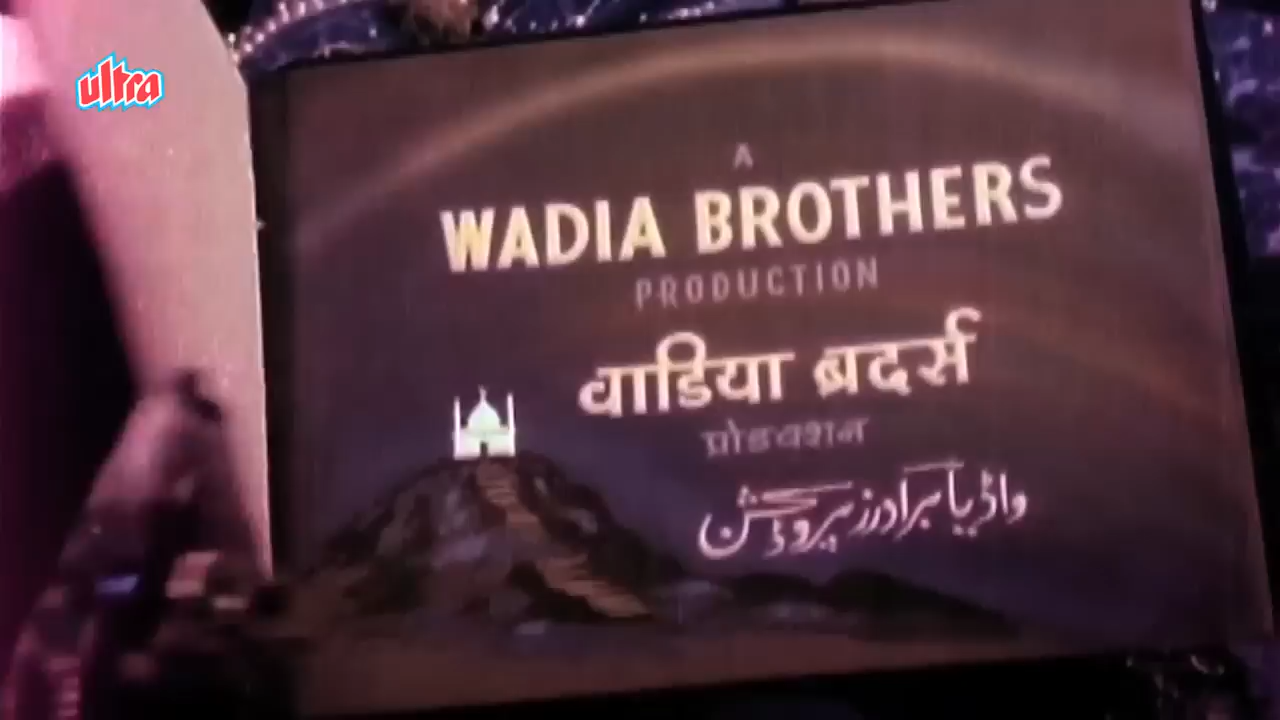 ultra
A
WADIA BROTHERS
PRODUCTION
वाडिया ब्रदर्स
प्रोडक्शन
واڈیا برادرز پروڈکشن